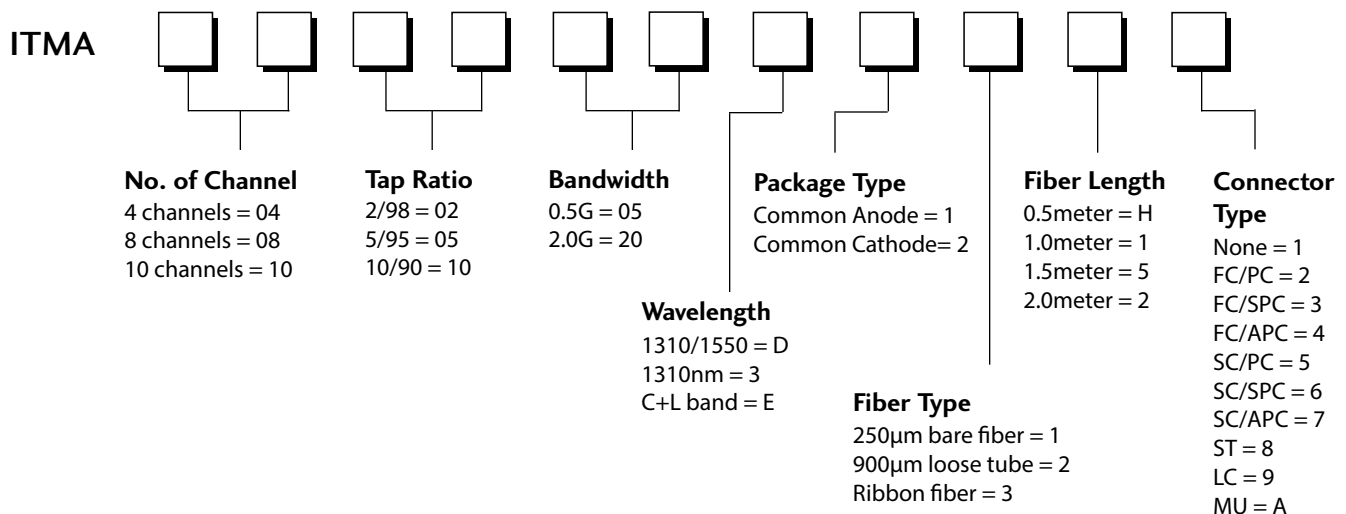 ITMA
No. of Channel
4 channels = 04
8 channels = 08
10 channels = 10
Tap Ratio
2/98 = 02
5/95 = 05
10/90 = 10
Bandwidth
0.5G = 05
2.0G = 20
Wavelength
1310/1550 = D
1310nm = 3
C+L band = E
Package Type
Common Anode = 1
Common Cathode= 2
Fiber Type
250μm bare fiber = 1
900μm loose tube = 2
Ribbon fiber = 3
Fiber Length
0.5meter = H
1.0meter = 1
1.5meter = 5
2.0meter = 2
Connector
Type
None = 1
FC/PC = 2
FC/SPC = 3
FC/APC = 4
SC/PC = 5
SC/SPC = 6
SC/APC = 7
ST = 8
LC = 9
MU = A